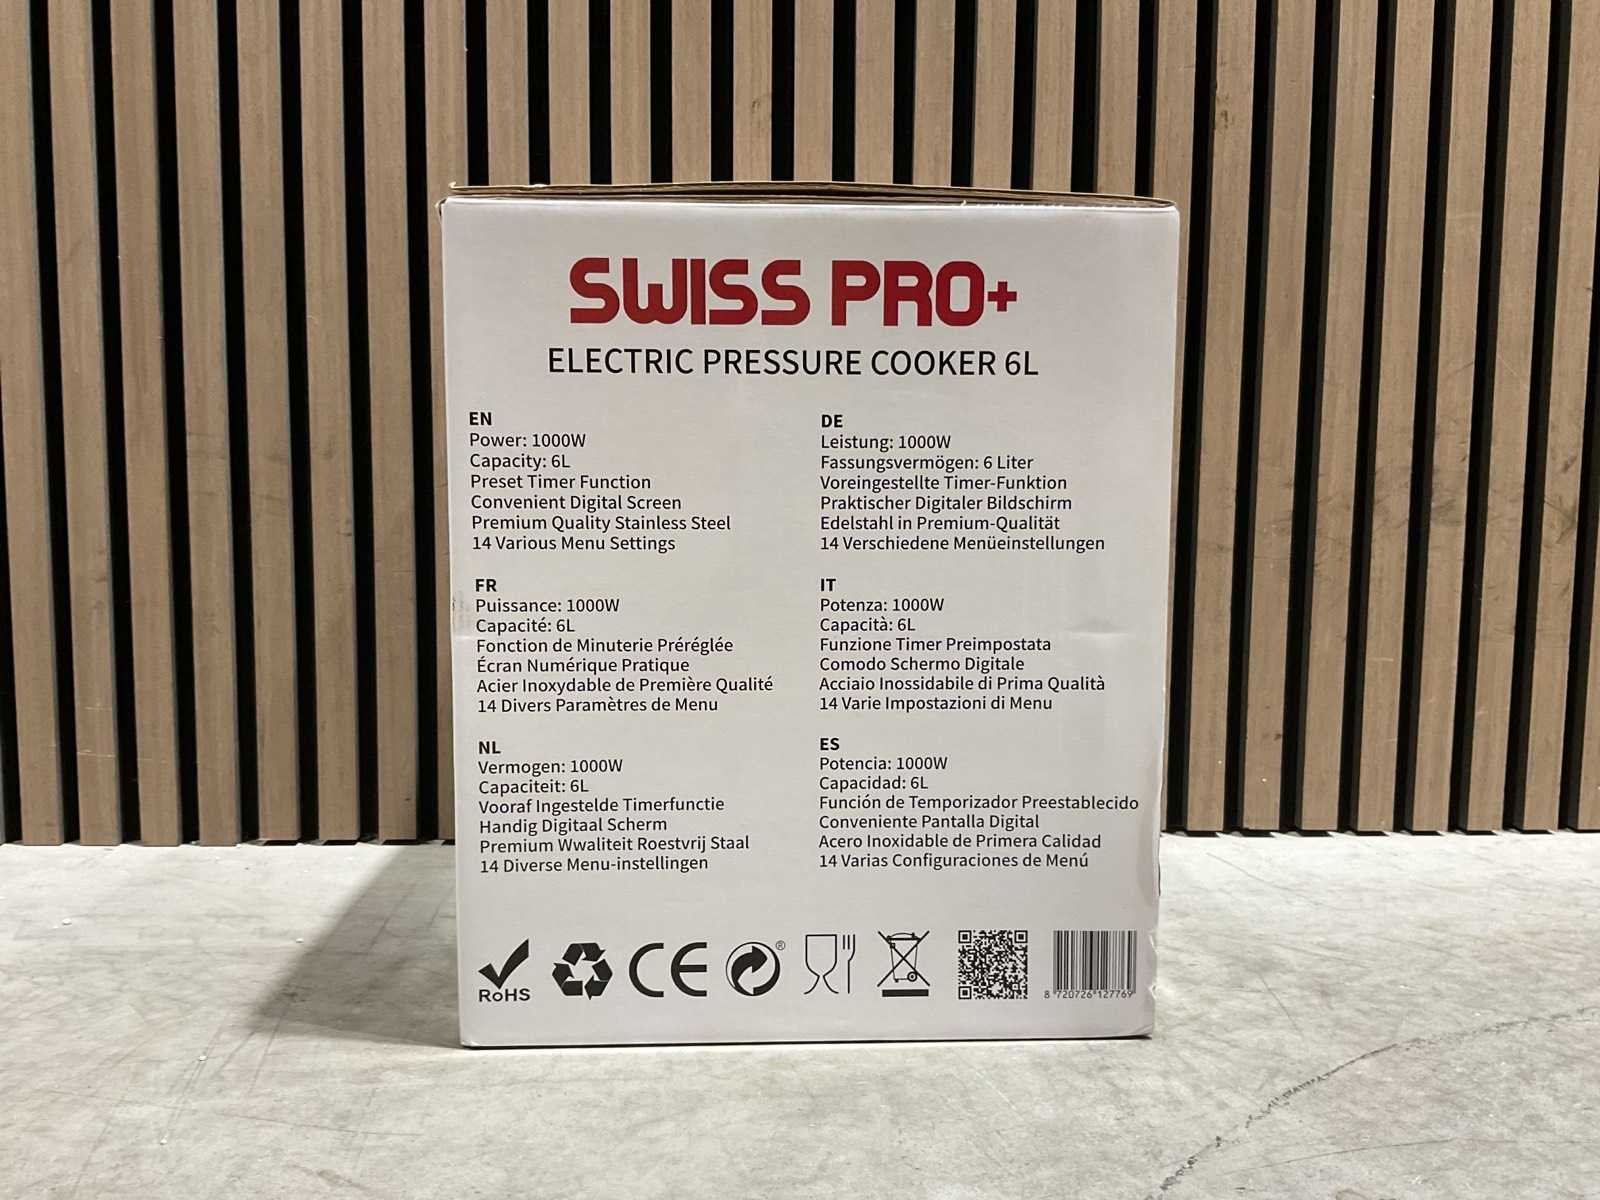 SWISS PRO+
ELECTRIC PRESSURE COOKER 6L
EN
Power: 1000W
Capacity: 6L
Preset Timer Function
Convenient Digital Screen
Premium Quality Stainless Steel
14 Various Menu Settings
DE
Leistung: 1000W
Fassungsvermögen: 6 Liter
Voreingestellte Timer-Funktion
Praktischer Digitaler Bildschirm
Edelstahl in Premium-Qualität
14 Verschiedene Menüeinstellungen
FR
Puissance: 1000W
Capacité: 6L
Fonction de Minuterie Préréglée
Écran Numérique Pratique
Acier Inoxydable de Première Qualité
14 Divers Paramètres de Menu
IT
Potenza: 1000W
Capacità: 6L
Funzione Timer Preimpostata
Comodo Schermo Digitale
Acciaio Inossidabile di Prima Qualità
14 Varie Impostazioni di Menu
NL
Vermogen: 1000W
Capaciteit: 6L
Vooraf Ingestelde Timerfunctie
Handig Digitaal Scherm
Premium Wwaliteit Roestvrij Staal
14 Diverse Menu-instellingen
ES
Potencia: 1000W
Capacidad: 6L
Función de Temporizador Preestablecido
Conveniente Pantalla Digital
Acero Inoxidable de Primera Calidad
14 Varias Configuraciones de Menú
RoHS
CE
®
8 720726 127769